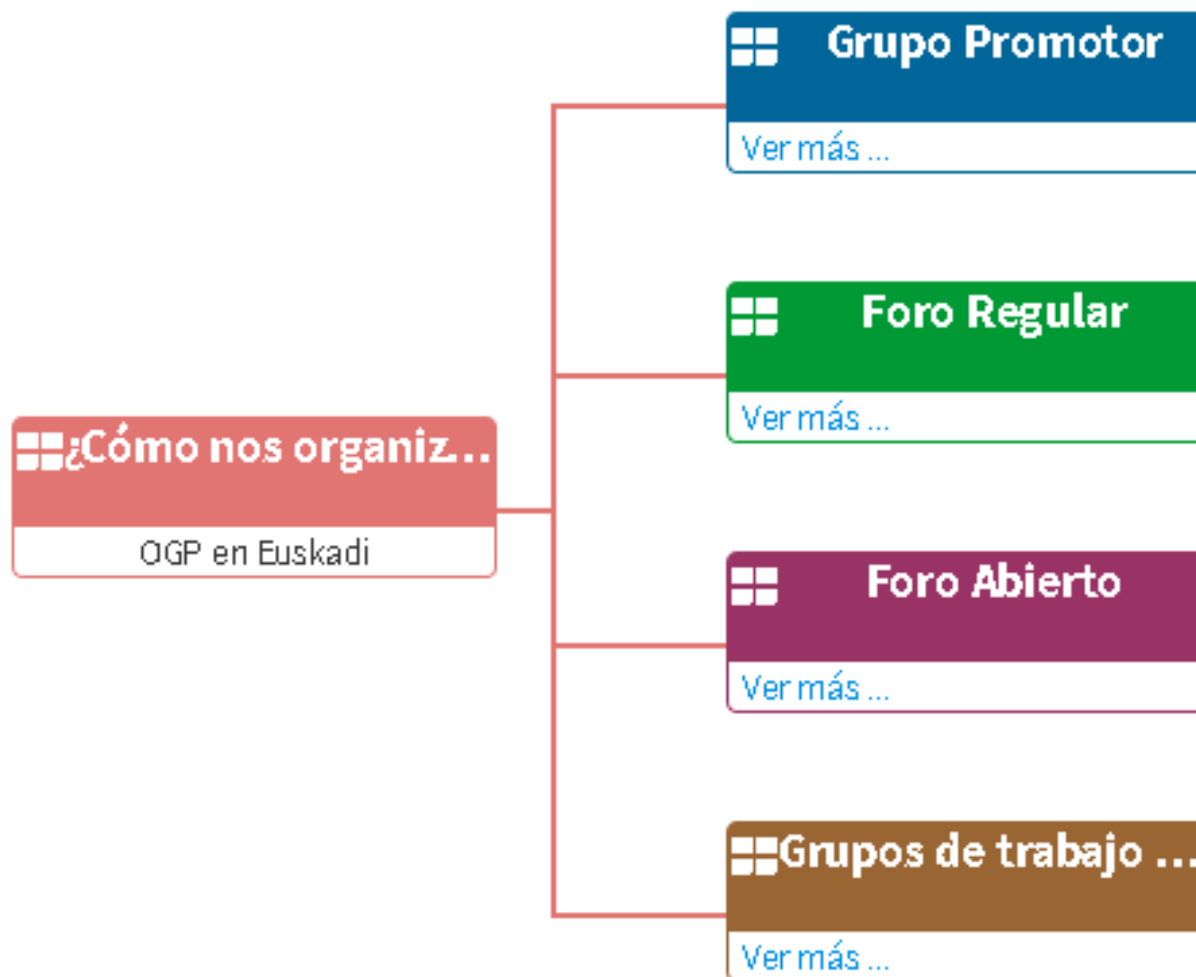 Grupo Promotor
Ver más ...
Foro Regular
Ver más ...
¿Cómo nos organiz...
OGP en Euskadi
Foro Abierto
Ver más ...
Grupos de trabajo ...
Ver más ...